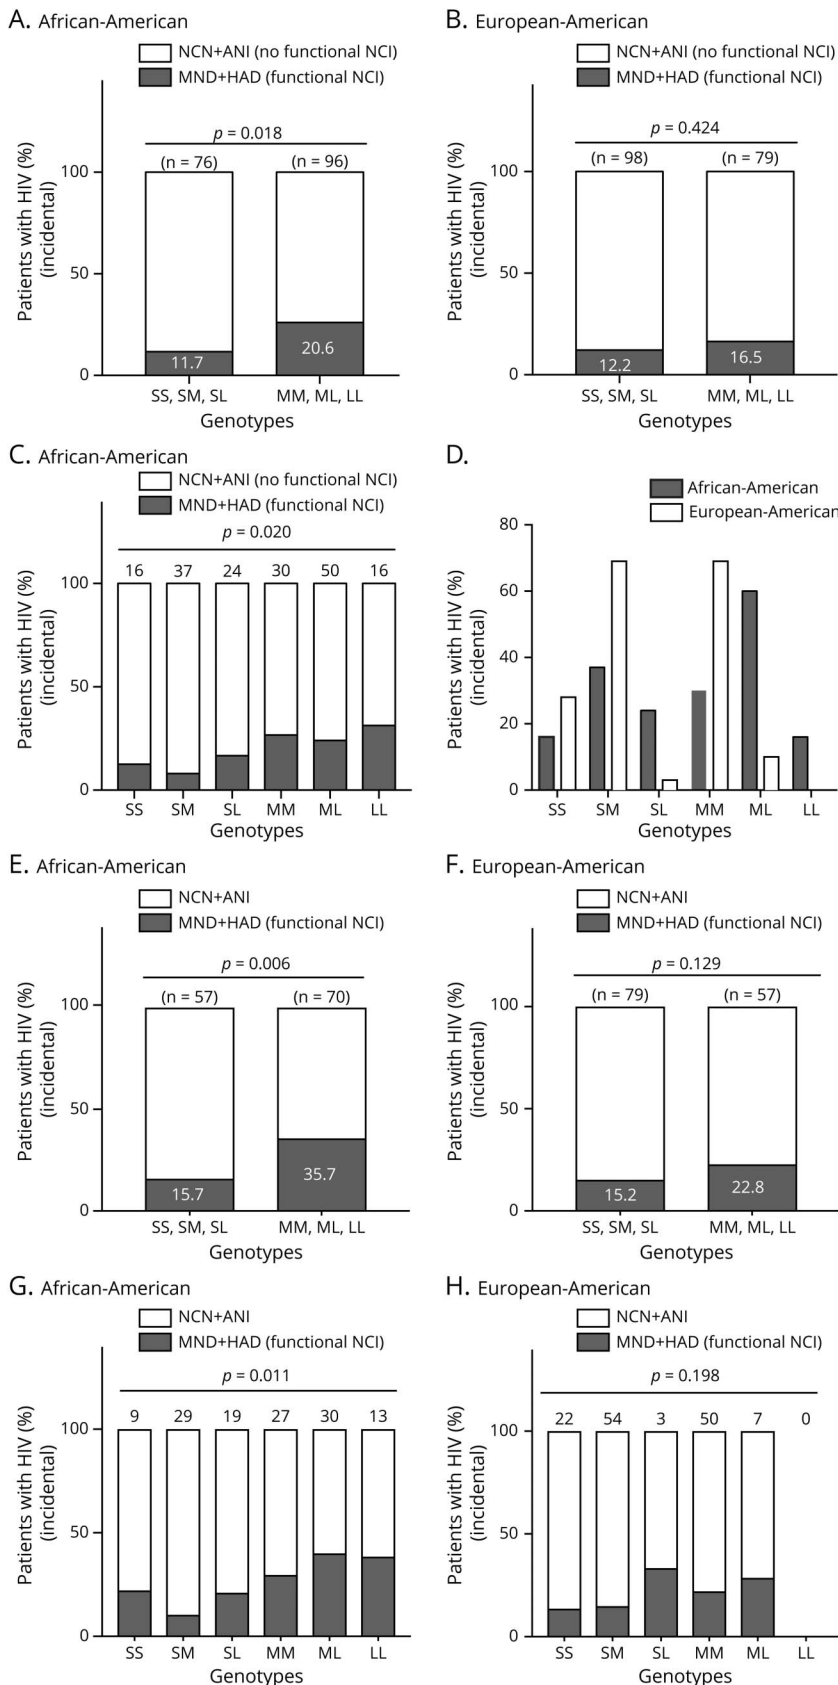 A. African-American
NCN+ANI (no functional NCI)
MND+HAD (functional NCI)
p = 0.018
(n = 76) (n = 96)
100
50
0
Patients with HIV (%)
(incidental)
11.7
20.6
SS, SM, SL MM, ML, LL
Genotypes
B. European-American
NCN+ANI (no functional NCI)
MND+HAD (functional NCI)
p = 0.424
(n = 98) (n = 79)
100
50
0
Patients with HIV (%)
(incidental)
12.2
16.5
SS, SM, SL MM, ML, LL
Genotypes
C. African-American
NCN+ANI (no functional NCI)
MND+HAD (functional NCI)
p = 0.020
16 37 24 30 50 16
100
50
0
Patients with HIV (%)
(incidental)
SS SM SL MM ML LL
Genotypes
D.
African-American
European-American
80
60
40
20
0
Patients with HIV (%)
(incidental)
SS SM SL MM ML LL
Genotypes
E. African-American
NCN+ANI
MND+HAD (functional NCI)
p = 0.006
(n = 57) (n = 70)
100
50
0
Patients with HIV (%)
(incidental)
15.7
35.7
SS, SM, SL MM, ML, LL
Genotypes
F. European-American
NCN+ANI
MND+HAD (functional NCI)
p = 0.129
(n = 79) (n = 57)
100
50
0
Patients with HIV (%)
(incidental)
15.2
22.8
SS, SM, SL MM, ML, LL
Genotypes
G. African-American
NCN+ANI
MND+HAD (functional NCI)
p = 0.011
9 29 19 27 30 13
100
50
0
Patients with HIV (%)
(incidental)
SS SM SL MM ML LL
Genotypes
H. European-American
NCN+ANI
MND+HAD (functional NCI)
p = 0.198
22 54 3 50 7 0
100
50
0
Patients with HIV (%)
(incidental)
SS SM SL MM ML LL
Genotypes